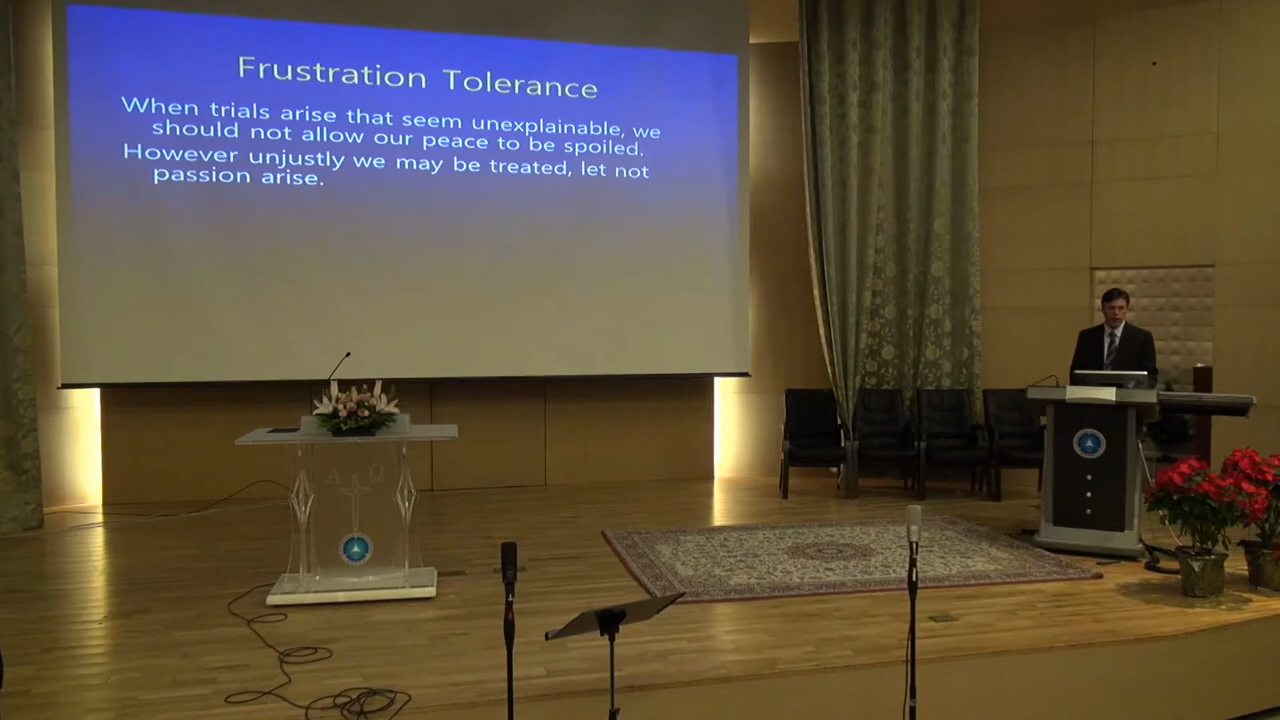 Frustration Tolerance
When trials arise that seem unexplainable, we
should not allow our peace to be spoiled.
However unjustly we may be treated, let not
passion arise.
Α Ω